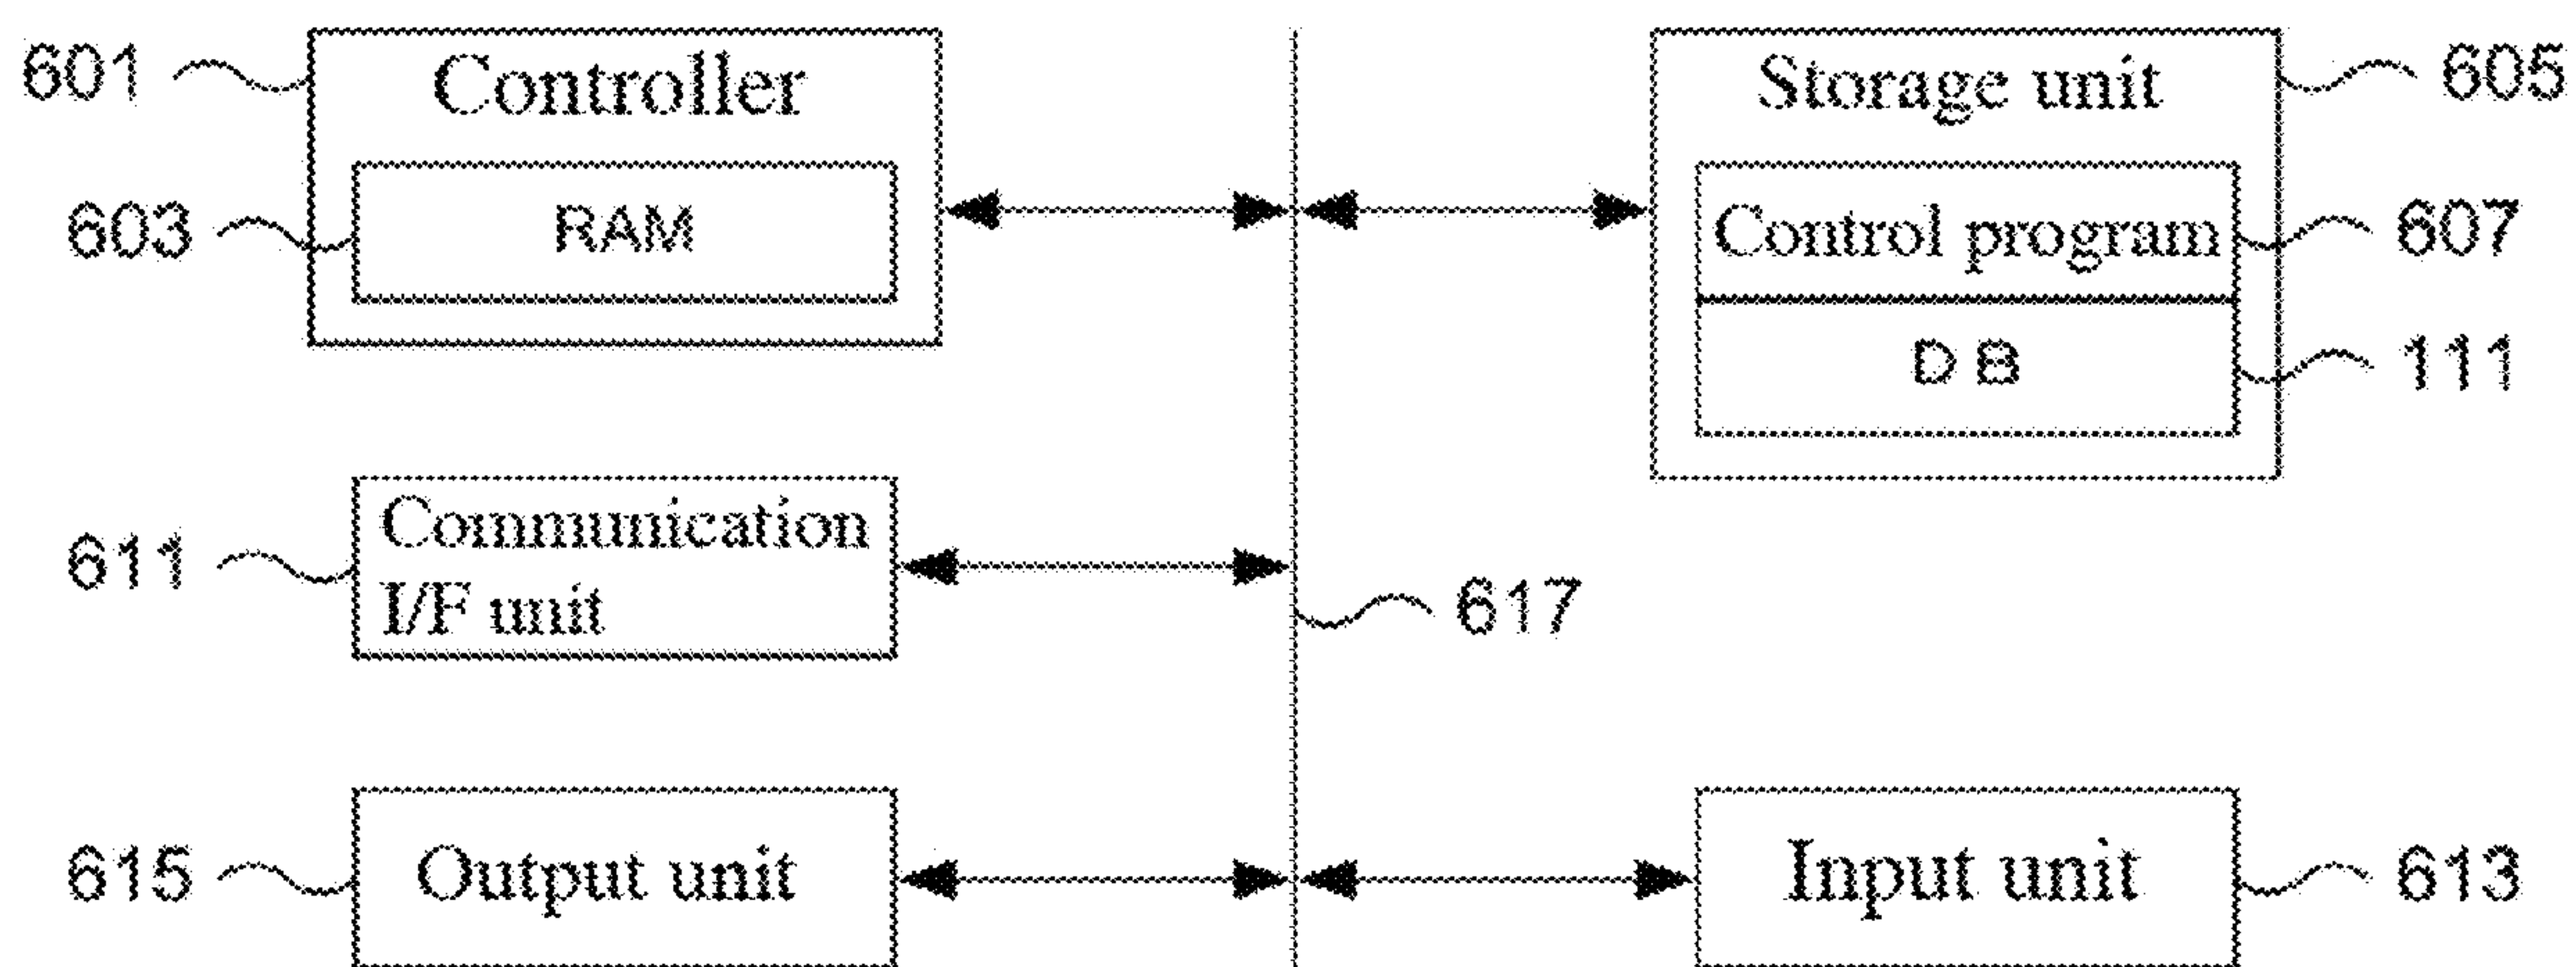 601 Controller Storage unit 605
603 RAM Control program 607
D B 111
611 Communication
I/F unit
617
615 Output unit Input unit 613